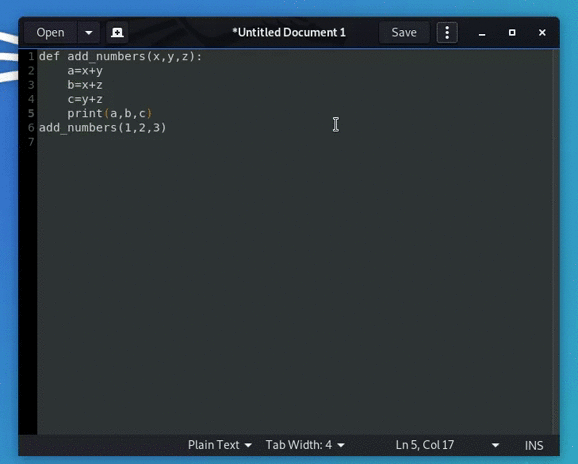 Open
*Untitled Document 1
Save
1 def add_numbers(x,y,z):
2     a=x+y
3     b=x+z
4     c=y+z
5     print(a,b,c)
6 add_numbers(1,2,3)
7
Plain Text Tab Width: 4 Ln 5, Col 17 INS